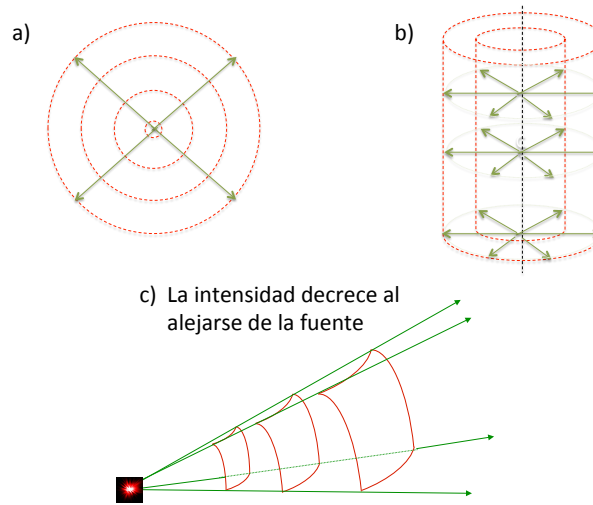 a)
b)
c) La intensidad decrece al
alejarse de la fuente